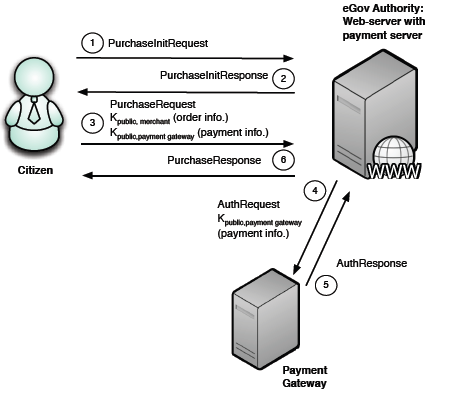 eGov Authority:
Web-server with
payment server
1 PurchaseInitRequest
PurchaseInitResponse 2
PurchaseRequest
3 Kpublic, merchant (order info.)
Kpublic,payment gateway (payment info.)
PurchaseResponse 6
Citizen
WWW
4
AuthRequest
Kpublic,payment gateway
(payment info.)
AuthResponse
5
Payment
Gateway